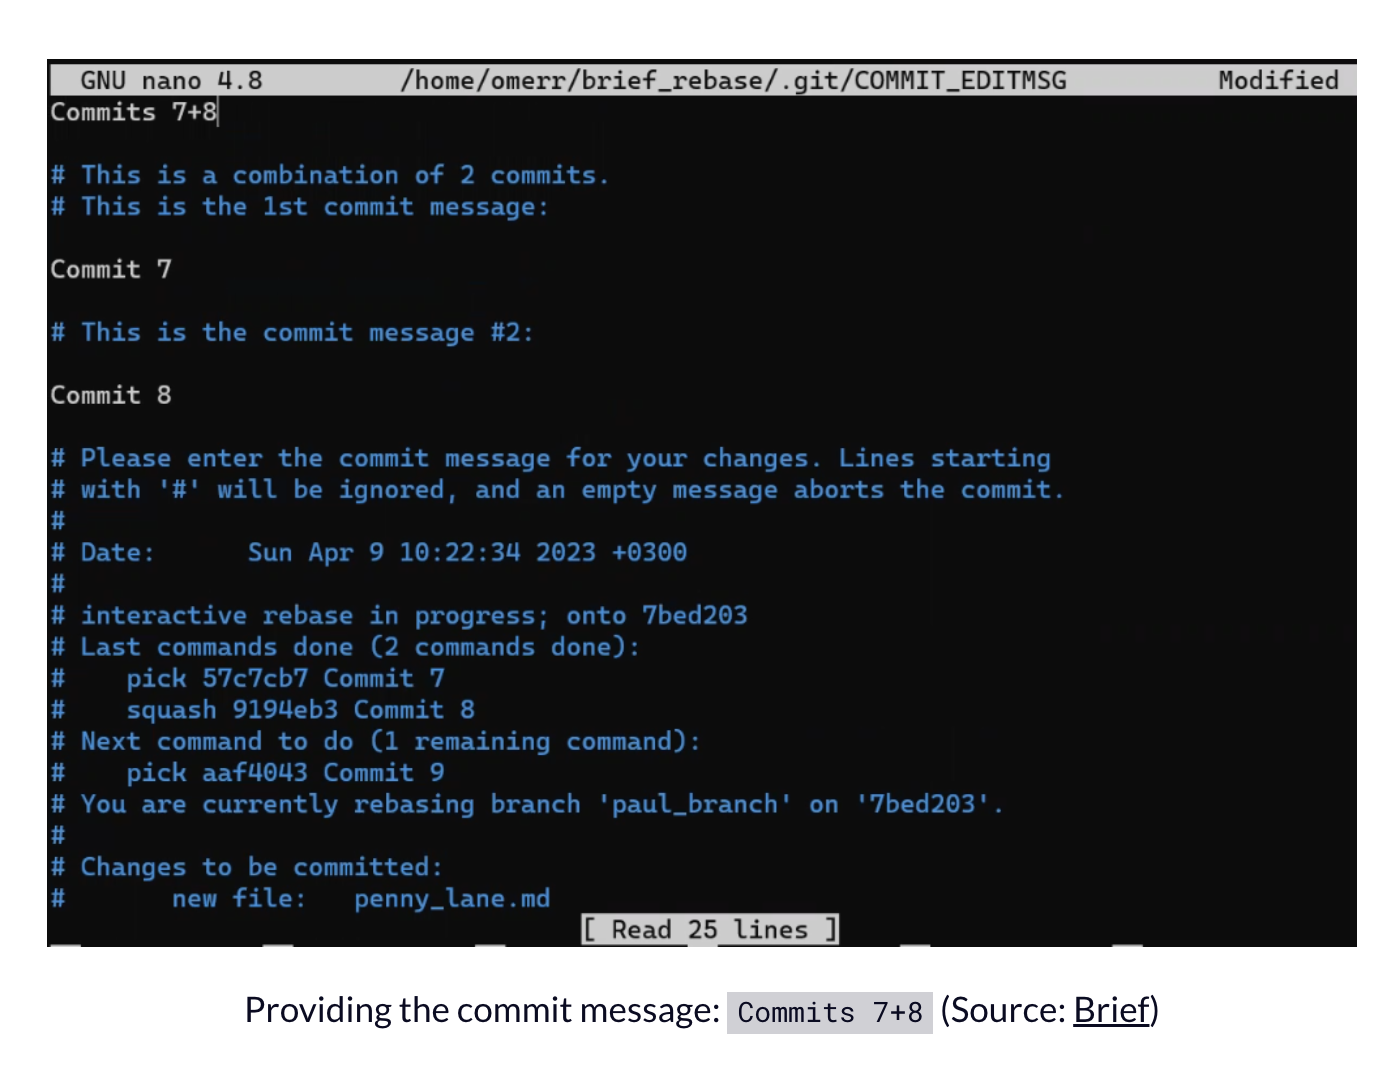 GNU nano 4.8 /home/omerr/brief_rebase/.git/COMMIT_EDITMSG Modified
Commits 7+8
# This is a combination of 2 commits.
# This is the 1st commit message:
Commit 7
# This is the commit message #2:
Commit 8
# Please enter the commit message for your changes. Lines starting
# with '#' will be ignored, and an empty message aborts the commit.
#
# Date:      Sun Apr 9 10:22:34 2023 +0300
#
# interactive rebase in progress; onto 7bed203
# Last commands done (2 commands done):
#    pick 57c7cb7 Commit 7
#    squash 9194eb3 Commit 8
# Next command to do (1 remaining command):
#    pick aaf4043 Commit 9
# You are currently rebasing branch 'paul_branch' on '7bed203'.
#
# Changes to be committed:
#       new file:   penny_lane.md
[ Read 25 lines ]
Providing the commit message: Commits 7+8 (Source: Brief)